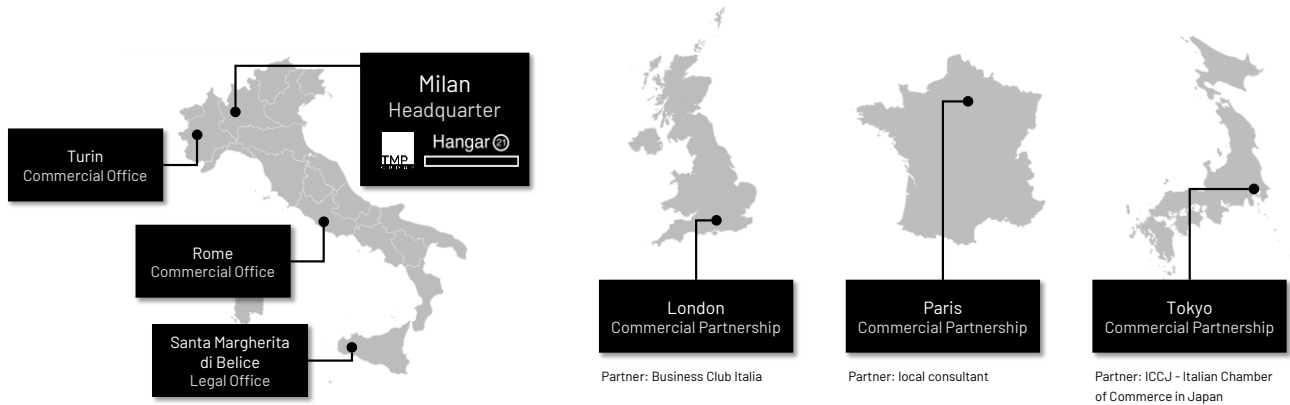 Milan
Headquarter
TMP
GROUP
Hangar 21
Turin
Commercial Office
Rome
Commercial Office
Santa Margherita
di Belice
Legal Office
London
Commercial Partnership
Partner: Business Club Italia
Paris
Commercial Partnership
Partner: local consultant
Tokyo
Commercial Partnership
Partner: ICCJ - Italian Chamber
of Commerce in Japan